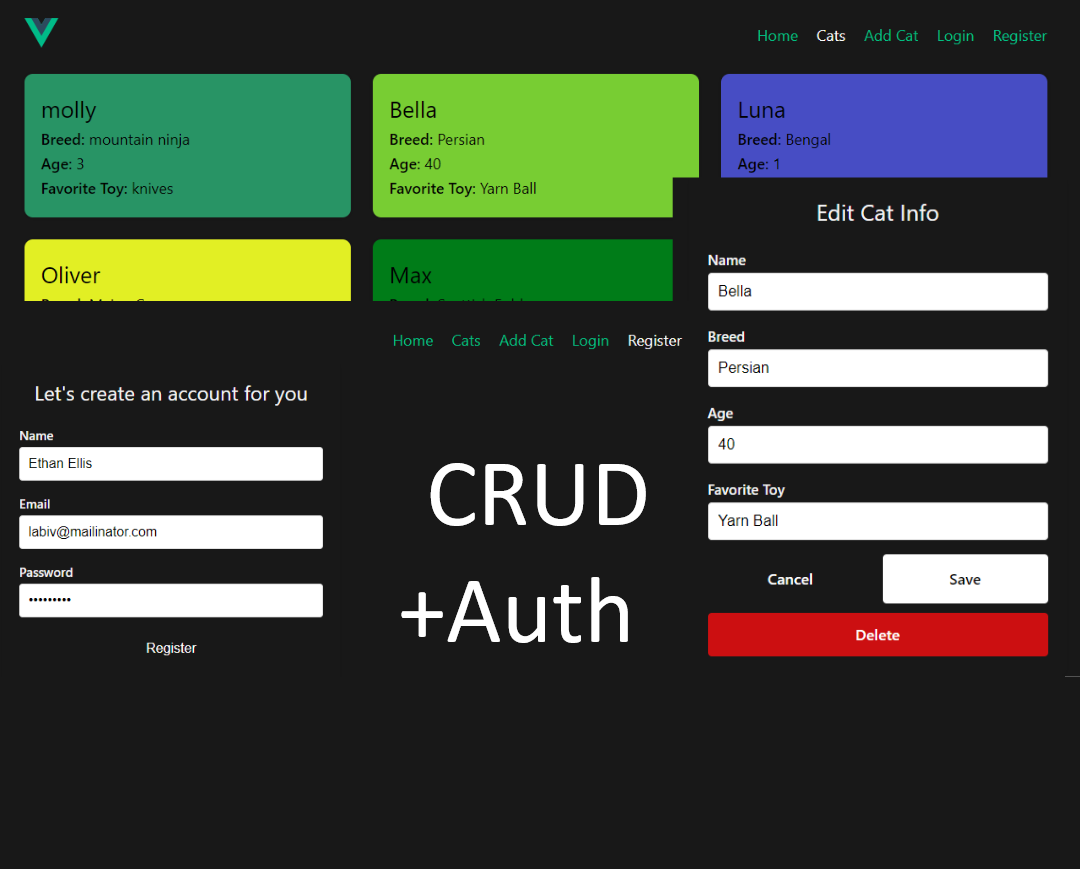 Home Cats Add Cat Login Register
molly
Breed: mountain ninja
Age: 3
Favorite Toy: knives
Bella
Breed: Persian
Age: 40
Favorite Toy: Yarn Ball
Luna
Breed: Bengal
Age: 1
Oliver
Max
Edit Cat Info
Name
Bella
Breed
Persian
Age
40
Favorite Toy
Yarn Ball
Cancel Save
Delete
Home Cats Add Cat Login Register
Let's create an account for you
Name
Ethan Ellis
Email
labiv@mailinator.com
Password
•••••••••
Register
CRUD
+Auth